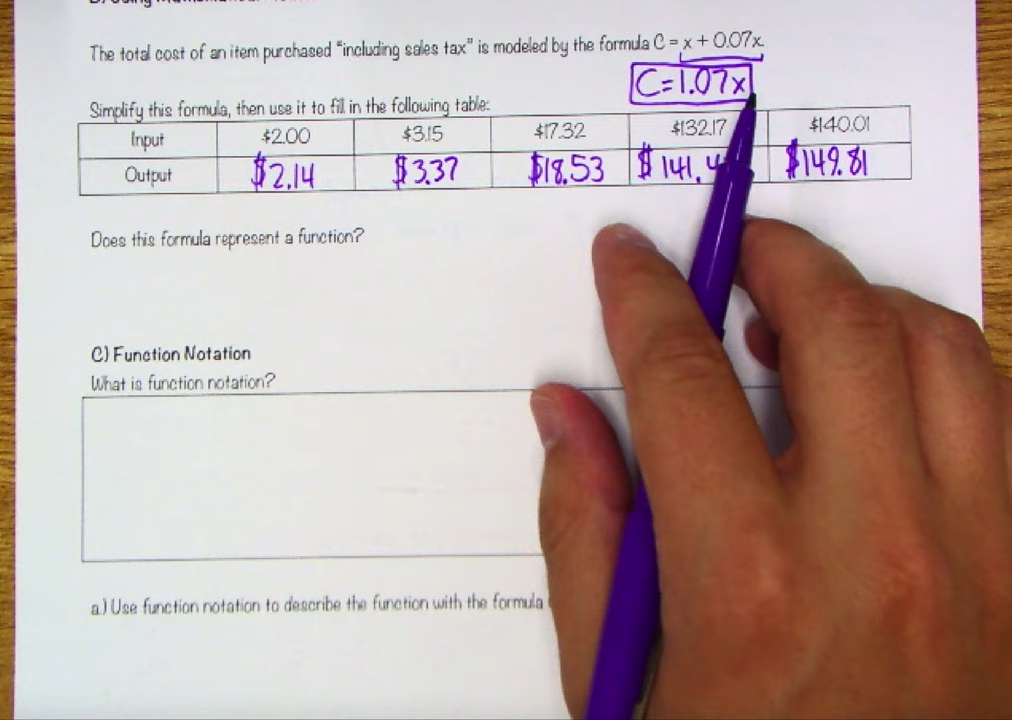 The total cost of an item purchased "including sales tax" is modeled by the formula C = x + 0.07x.
C=1.07x
Simplify this formula, then use it to fill in the following table:
Input $2.00 $3.15 $17.32 $132.17 $140.01
Output $2.14 $3.37 $18.53 $141.4 $149.81
Does this formula represent a function?
C) Function Notation
What is function notation?
a.) Use function notation to describe the function with the formula